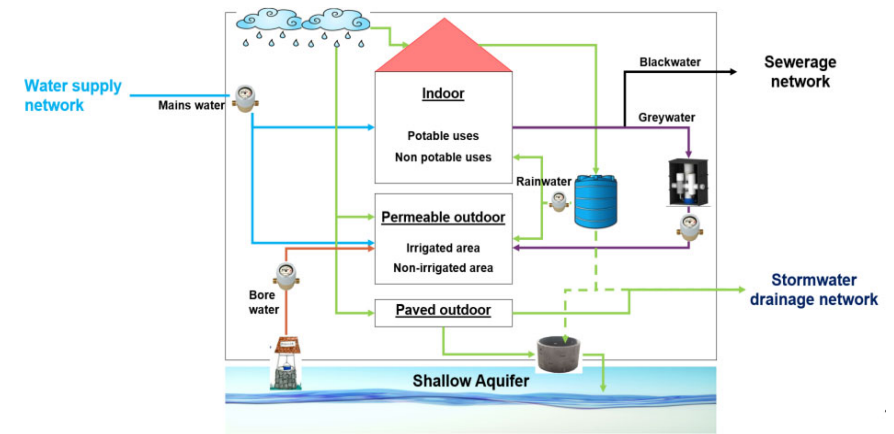 Water supply
network
Mains water
Indoor
Potable uses
Non potable uses
Blackwater
Sewerage
network
Greywater
Rainwater
Permeable outdoor
Irrigated area
Non-irrigated area
Bore
water
Paved outdoor
Stormwater
drainage network
Shallow Aquifer